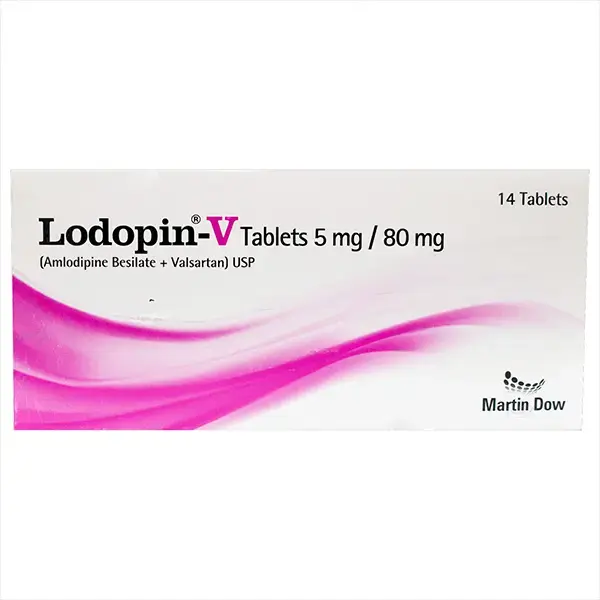 14 Tablets
Lodopin®-V Tablets 5 mg / 80 mg
(Amlodipine Besilate + Valsartan) USP
Martin Dow